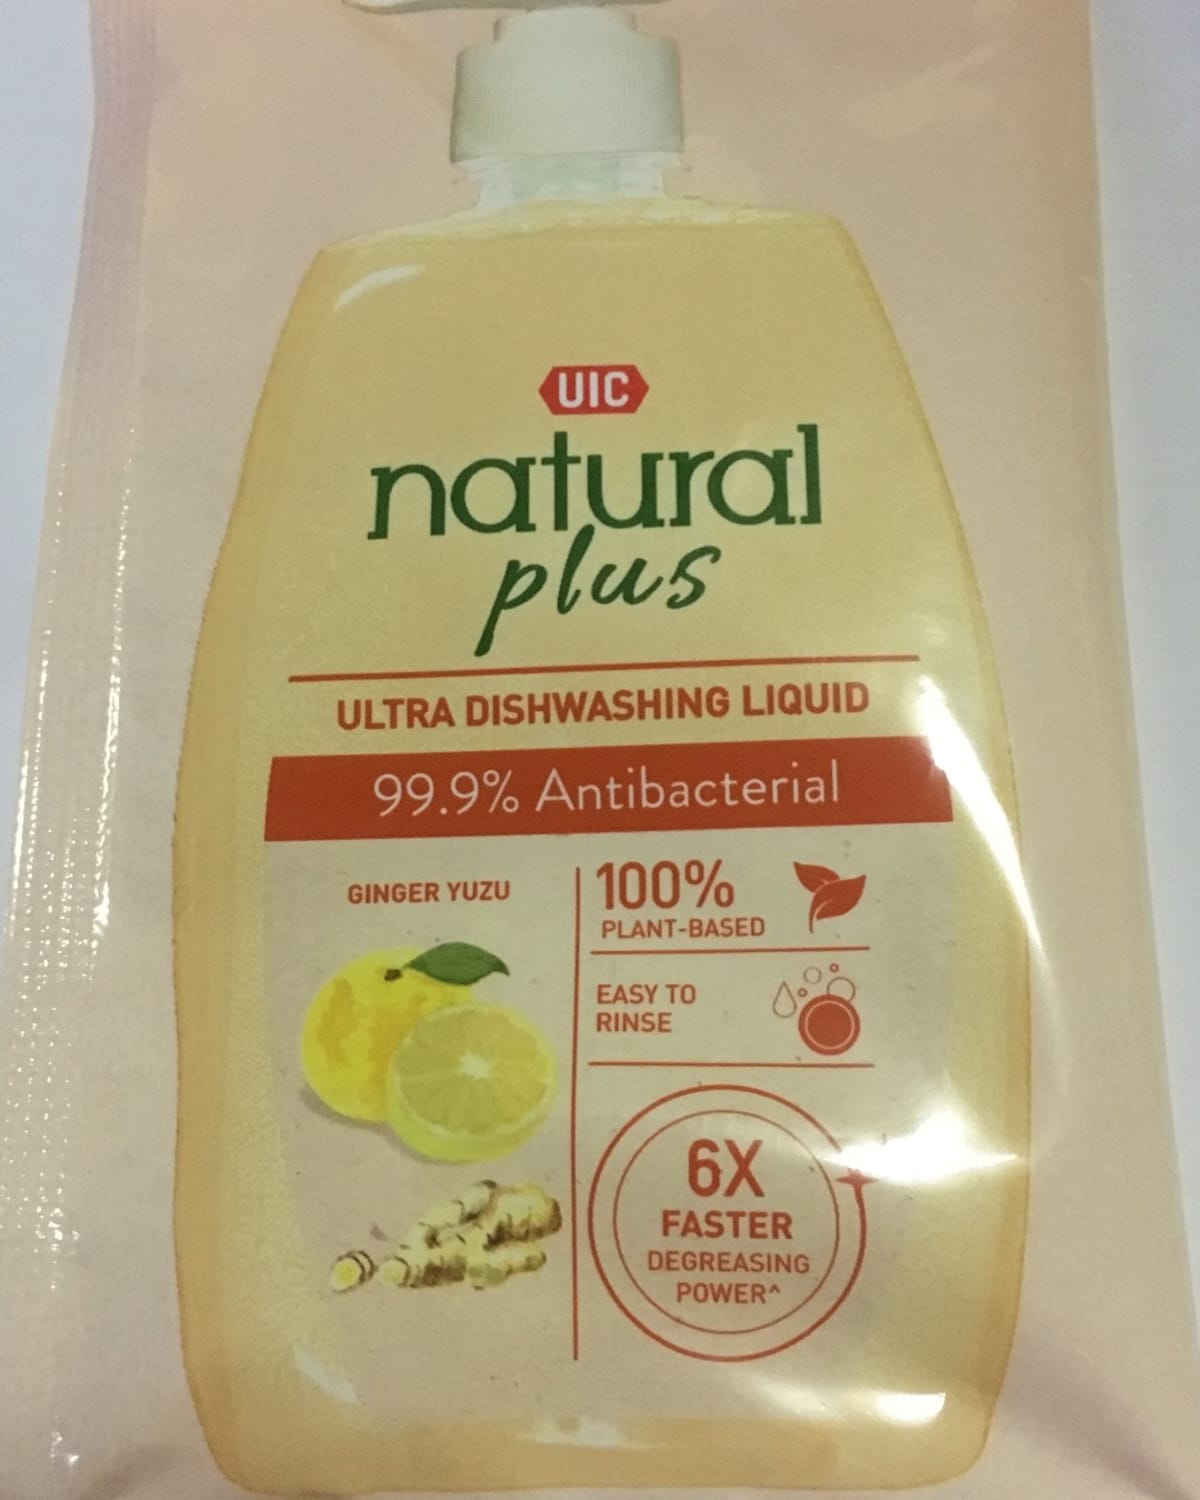 UIC
natural
plus
ULTRA DISHWASHING LIQUID
99.9% Antibacterial
GINGER YUZU
100%
PLANT-BASED
EASY TO
RINSE
6X
FASTER
DEGREASING
POWER^